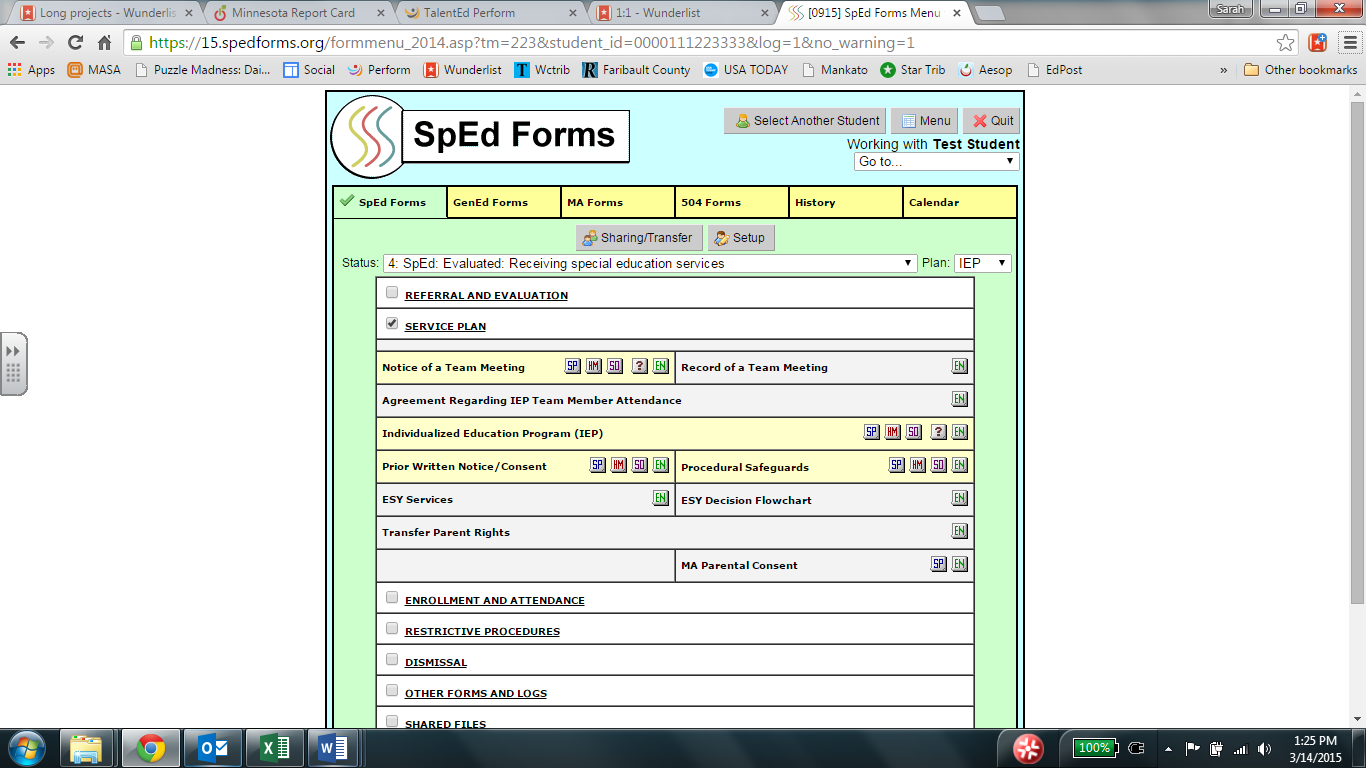 Long projects - Wunderlis
Minnesota Report Card
TalentEd Perform
1:1 - Wunderlist
[0915] SpEd Forms Menu
Sarah
https://15.spedforms.org/formmenu_2014.asp?tm=223&student_id=0000111223333&log=1&no_warning=1
Apps
MASA
Puzzle Madness: Dai...
Social
Perform
Wunderlist
Wctrib
Faribault County
USA TODAY
Mankato
Star Trib
Aesop
EdPost
»
Other bookmarks
SpEd Forms
Select Another Student
Menu
Quit
Working with Test Student
Go to...
SpEd Forms
GenEd Forms
MA Forms
504 Forms
History
Calendar
Sharing/Transfer
Setup
Status: 4: SpEd: Evaluated: Receiving special education services
Plan: IEP
REFERRAL AND EVALUATION
SERVICE PLAN
Notice of a Team Meeting SP HM SO ? EN
Record of a Team Meeting EN
Agreement Regarding IEP Team Member Attendance EN
Individualized Education Program (IEP) SP HM SO ? EN
Prior Written Notice/Consent SP HM SO EN
Procedural Safeguards SP HM SO EN
ESY Services EN
ESY Decision Flowchart EN
Transfer Parent Rights EN
MA Parental Consent SP EN
ENROLLMENT AND ATTENDANCE
RESTRICTIVE PROCEDURES
DISMISSAL
OTHER FORMS AND LOGS
SHARED FILES
100%
1:25 PM
3/14/2015